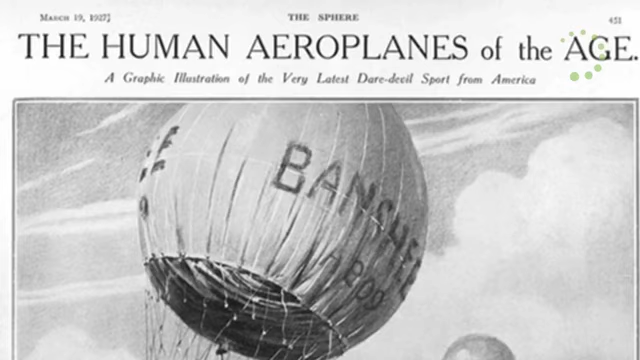 MARCH 19, 1927]
THE SPHERE
451
THE HUMAN AEROPLANES of the AGE.
A Graphic Illustration of the Very Latest Dare-devil Sport from America
BANSHEE